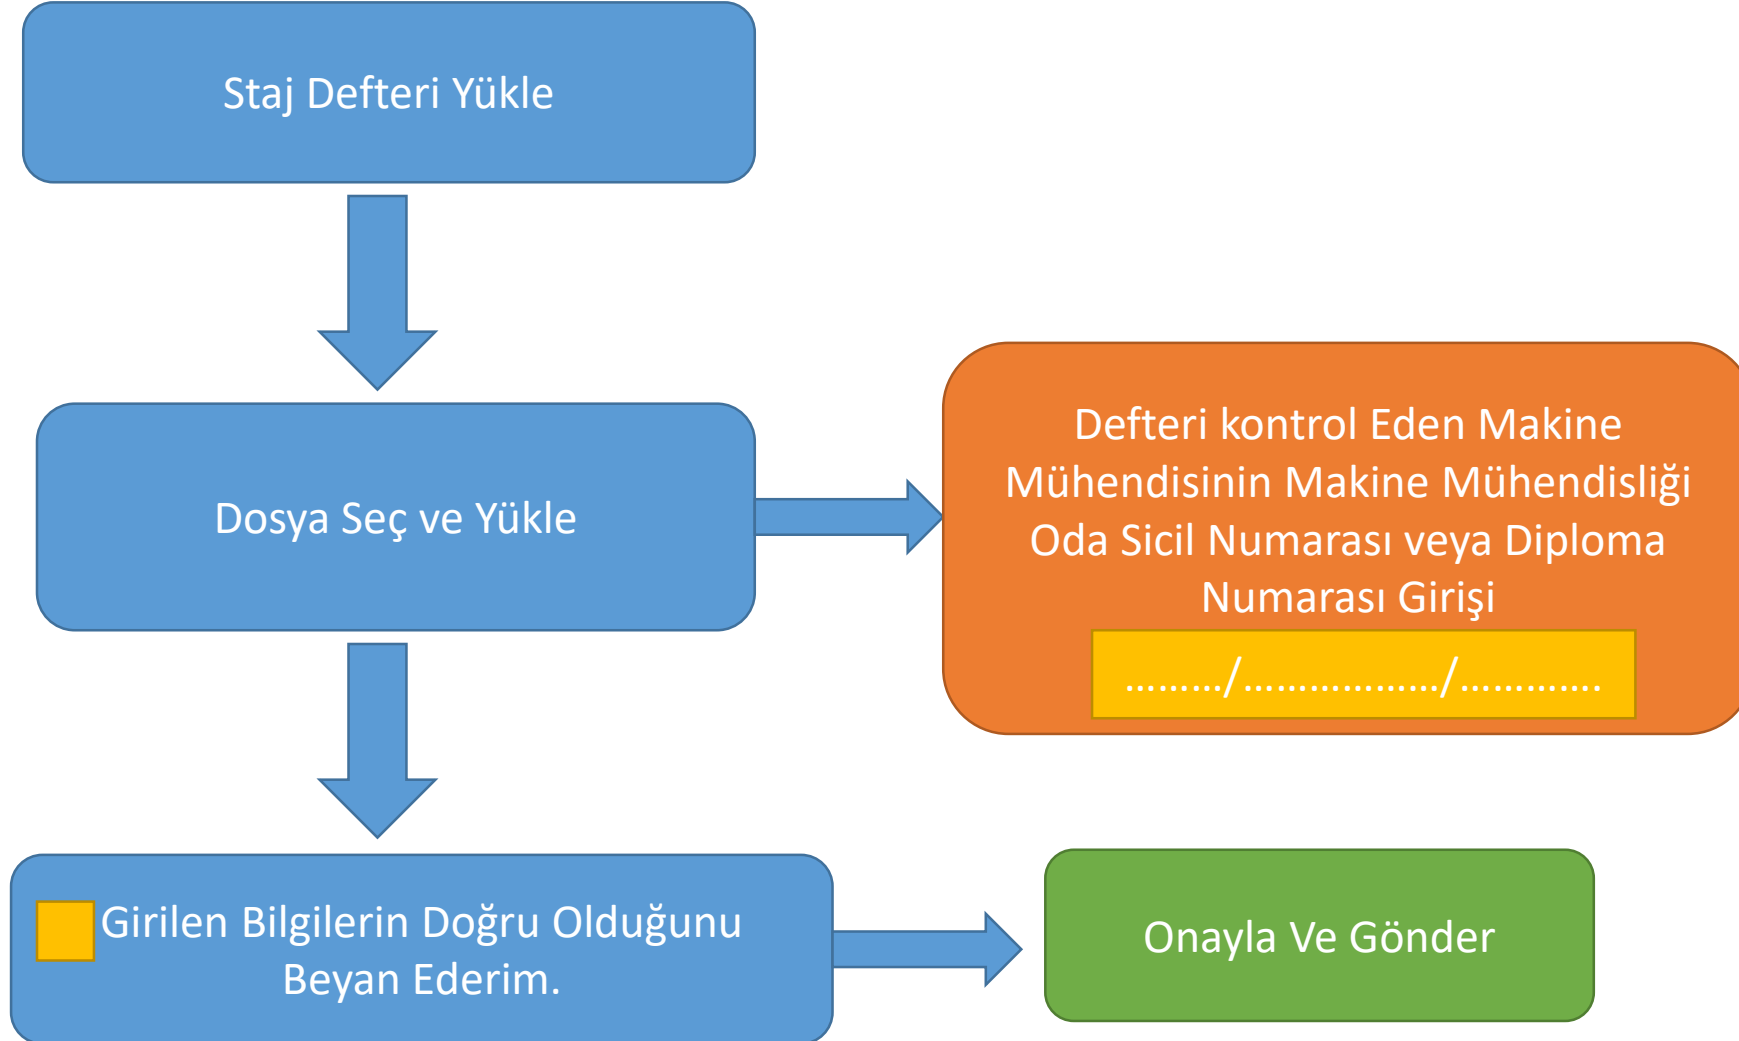 Staj Defteri Yükle
Dosya Seç ve Yükle
Defteri kontrol Eden Makine
Mühendisinin Makine Mühendisliği
Oda Sicil Numarası veya Diploma
Numarası Girişi
………/………………/………….
Girilen Bilgilerin Doğru Olduğunu
Beyan Ederim.
Onayla Ve Gönder